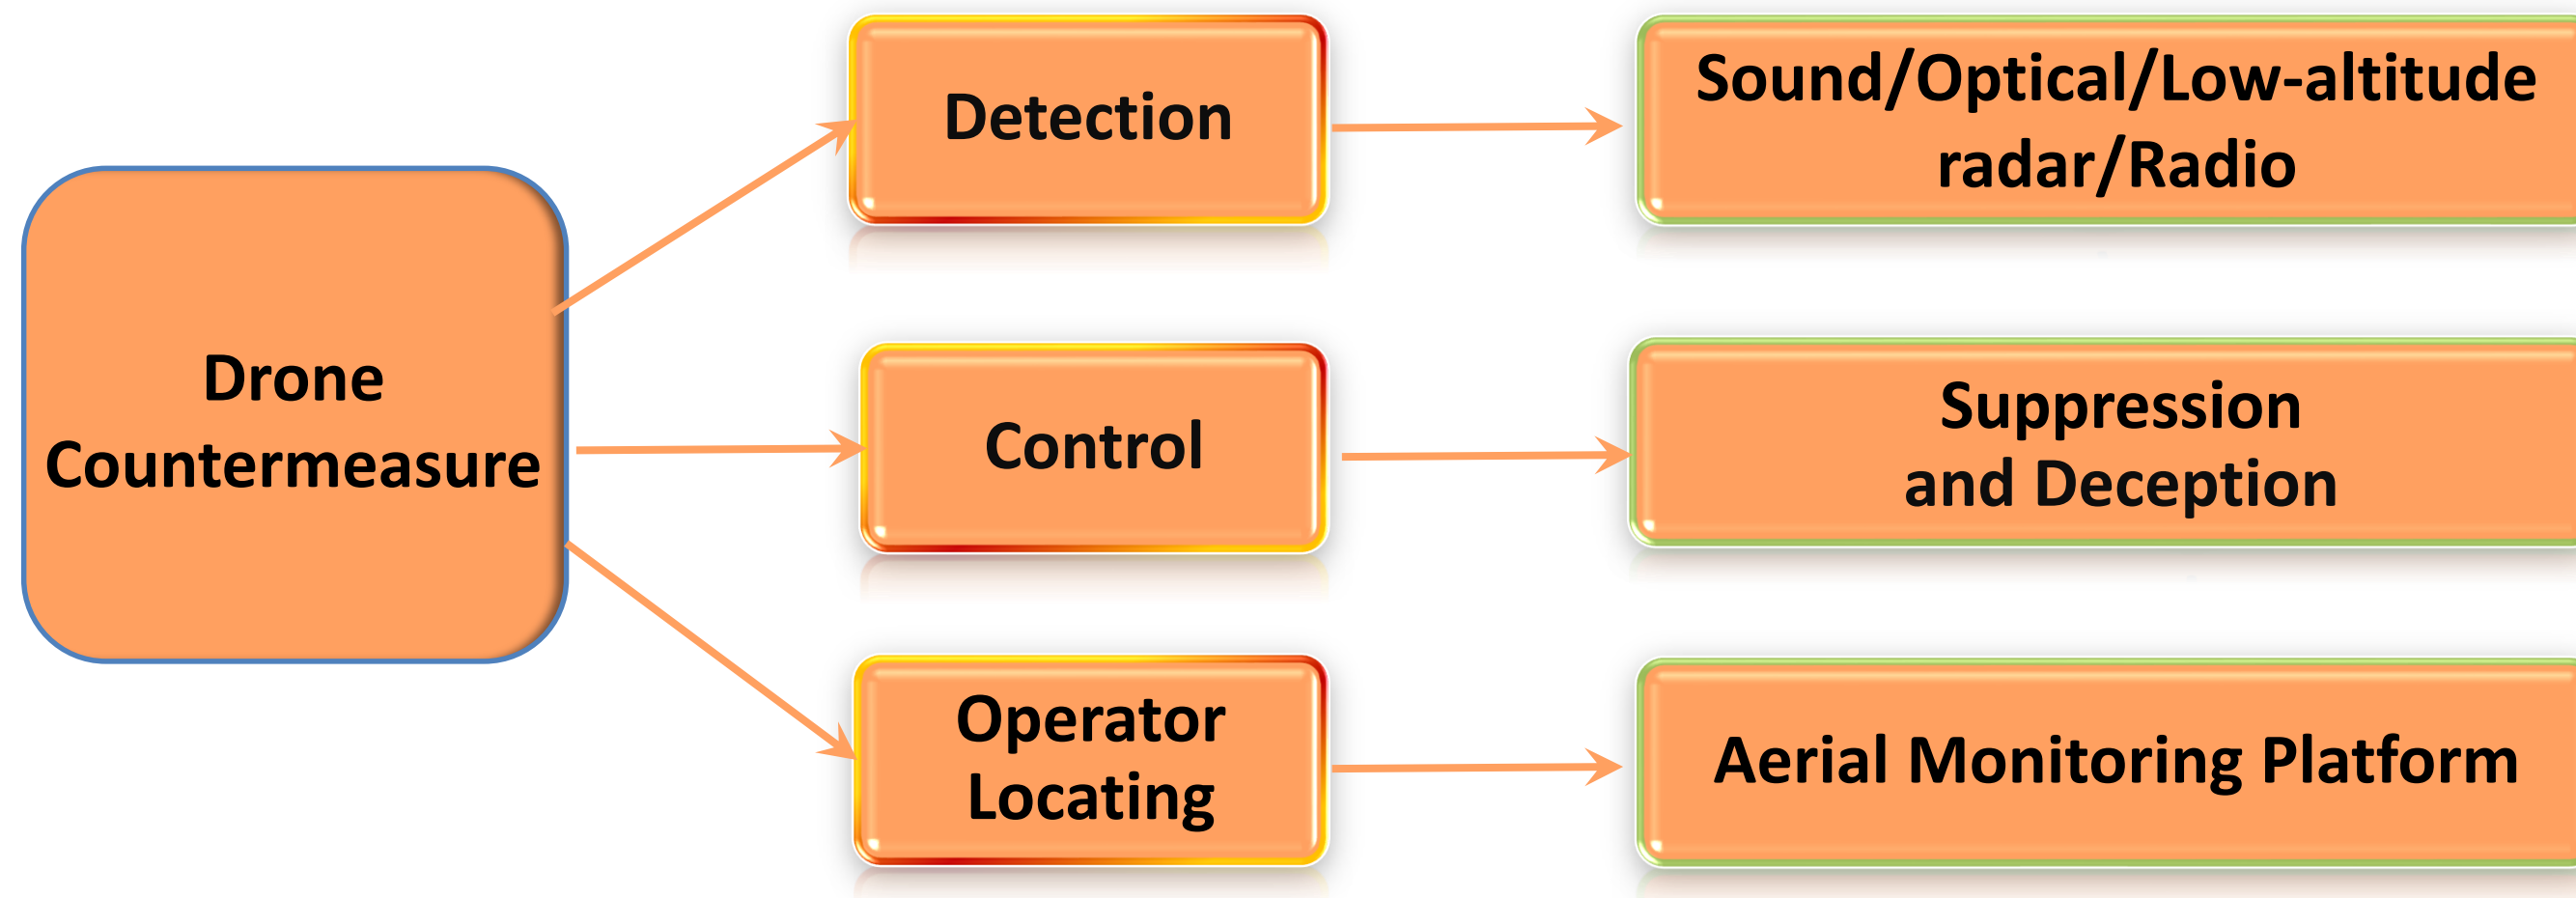 Drone
Countermeasure
Detection
Sound/Optical/Low-altitude
radar/Radio
Control
Suppression
and Deception
Operator
Locating
Aerial Monitoring Platform